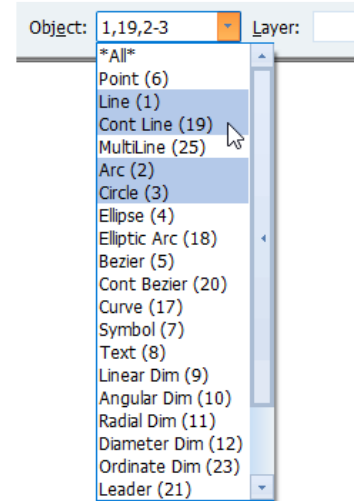 Object: 1,19,2-3 Layer:
*All*
Point (6)
Line (1)
Cont Line (19)
MultiLine (25)
Arc (2)
Circle (3)
Ellipse (4)
Elliptic Arc (18)
Bezier (5)
Cont Bezier (20)
Curve (17)
Symbol (7)
Text (8)
Linear Dim (9)
Angular Dim (10)
Radial Dim (11)
Diameter Dim (12)
Ordinate Dim (23)
Leader (21)